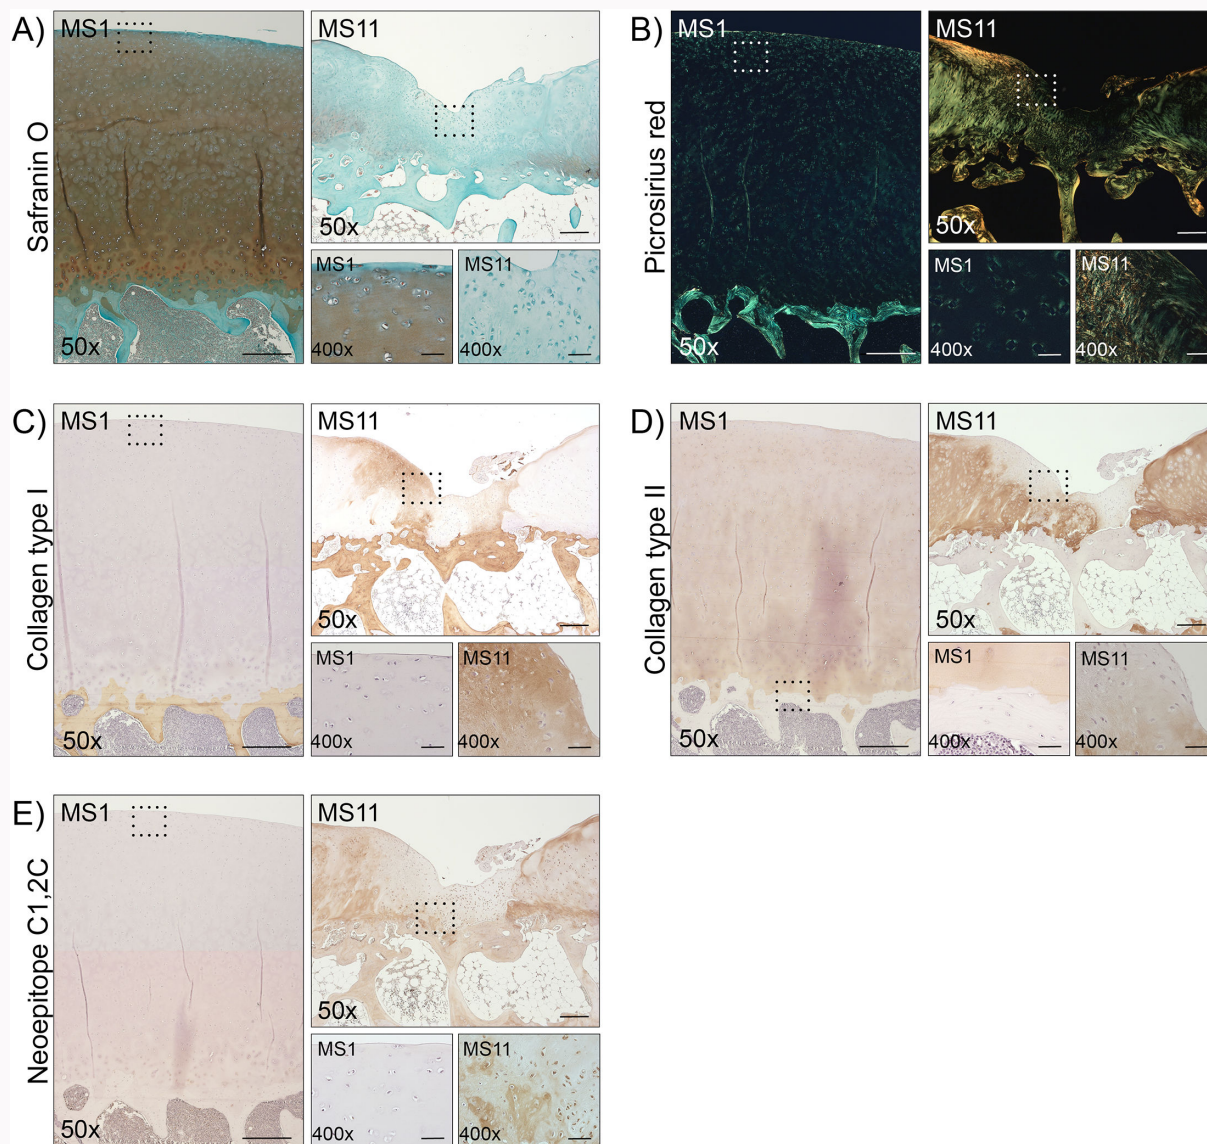 A)
Safranin O
MS1
50x
MS11
50x
MS1
400x
MS11
400x
B)
Picrosirius red
MS1
50x
MS11
50x
MS1
400x
MS11
400x
C)
Collagen type I
MS1
50x
MS11
50x
MS1
400x
MS11
400x
D)
Collagen type II
MS1
50x
MS11
50x
MS1
400x
MS11
400x
E)
Neoepitope C1,2C
MS1
50x
MS11
50x
MS1
400x
MS11
400x